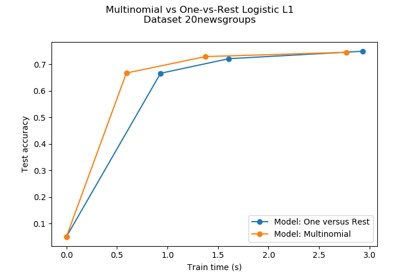 Multinomial vs One-vs-Rest Logistic L1
Dataset 20newsgroups
0.7
0.6
0.5
0.4
0.3
0.2
0.1
Test accuracy
Model: One versus Rest
Model: Multinomial
0.0 0.5 1.0 1.5 2.0 2.5 3.0
Train time (s)